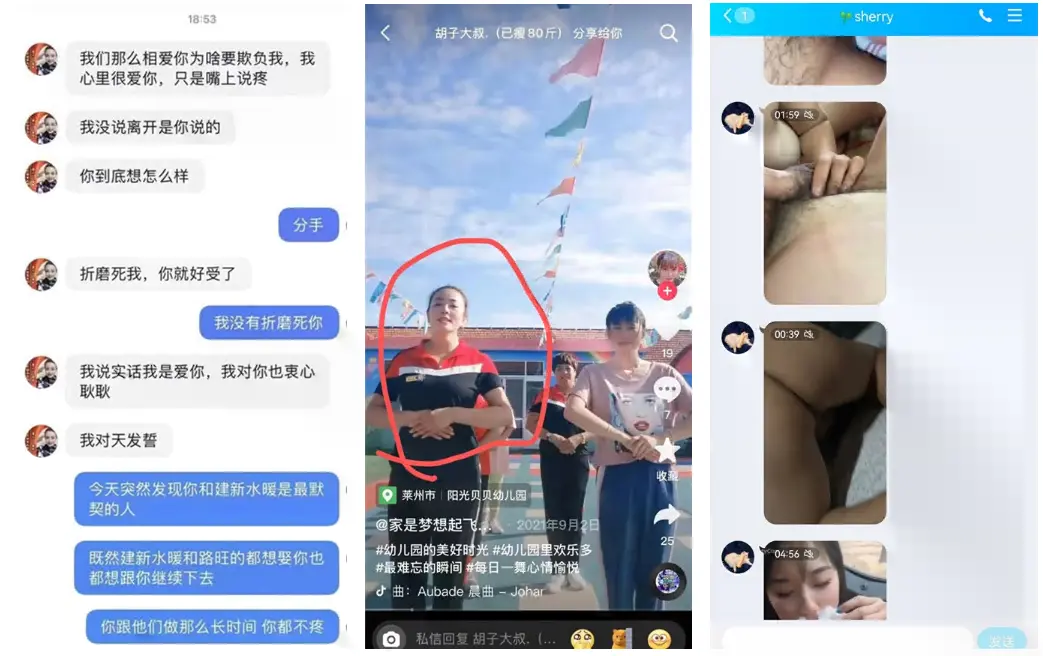 18:53
我们那么相爱你为啥要欺负我，我
心里很爱你，只是嘴上说疼
我没说离开是你说的
你到底想怎么样
分手
折磨死我，你就好受了
我没有折磨死你
我说实话我是爱你，我对你也衷心
耿耿
我对天发誓
今天突然发现你和建新水暖是最默
契的人
既然建新水暖和路旺的都想娶你也
都想跟你继续下去
你跟他们做那么长时间 你都不疼
胡子大叔.（已瘦80斤） 分享给你
19
7
收藏
25
莱州市 阳光贝贝幼儿园
@家是梦想起飞... · 2021年9月2日
#幼儿园的美好时光 #幼儿园里欢乐多
#最难忘的瞬间 #每日一舞心情愉悦
曲：Aubade 晨曲 - Johar
私信回复 胡子大叔.（...
1
sherry
01:59
00:39
04:56
发送